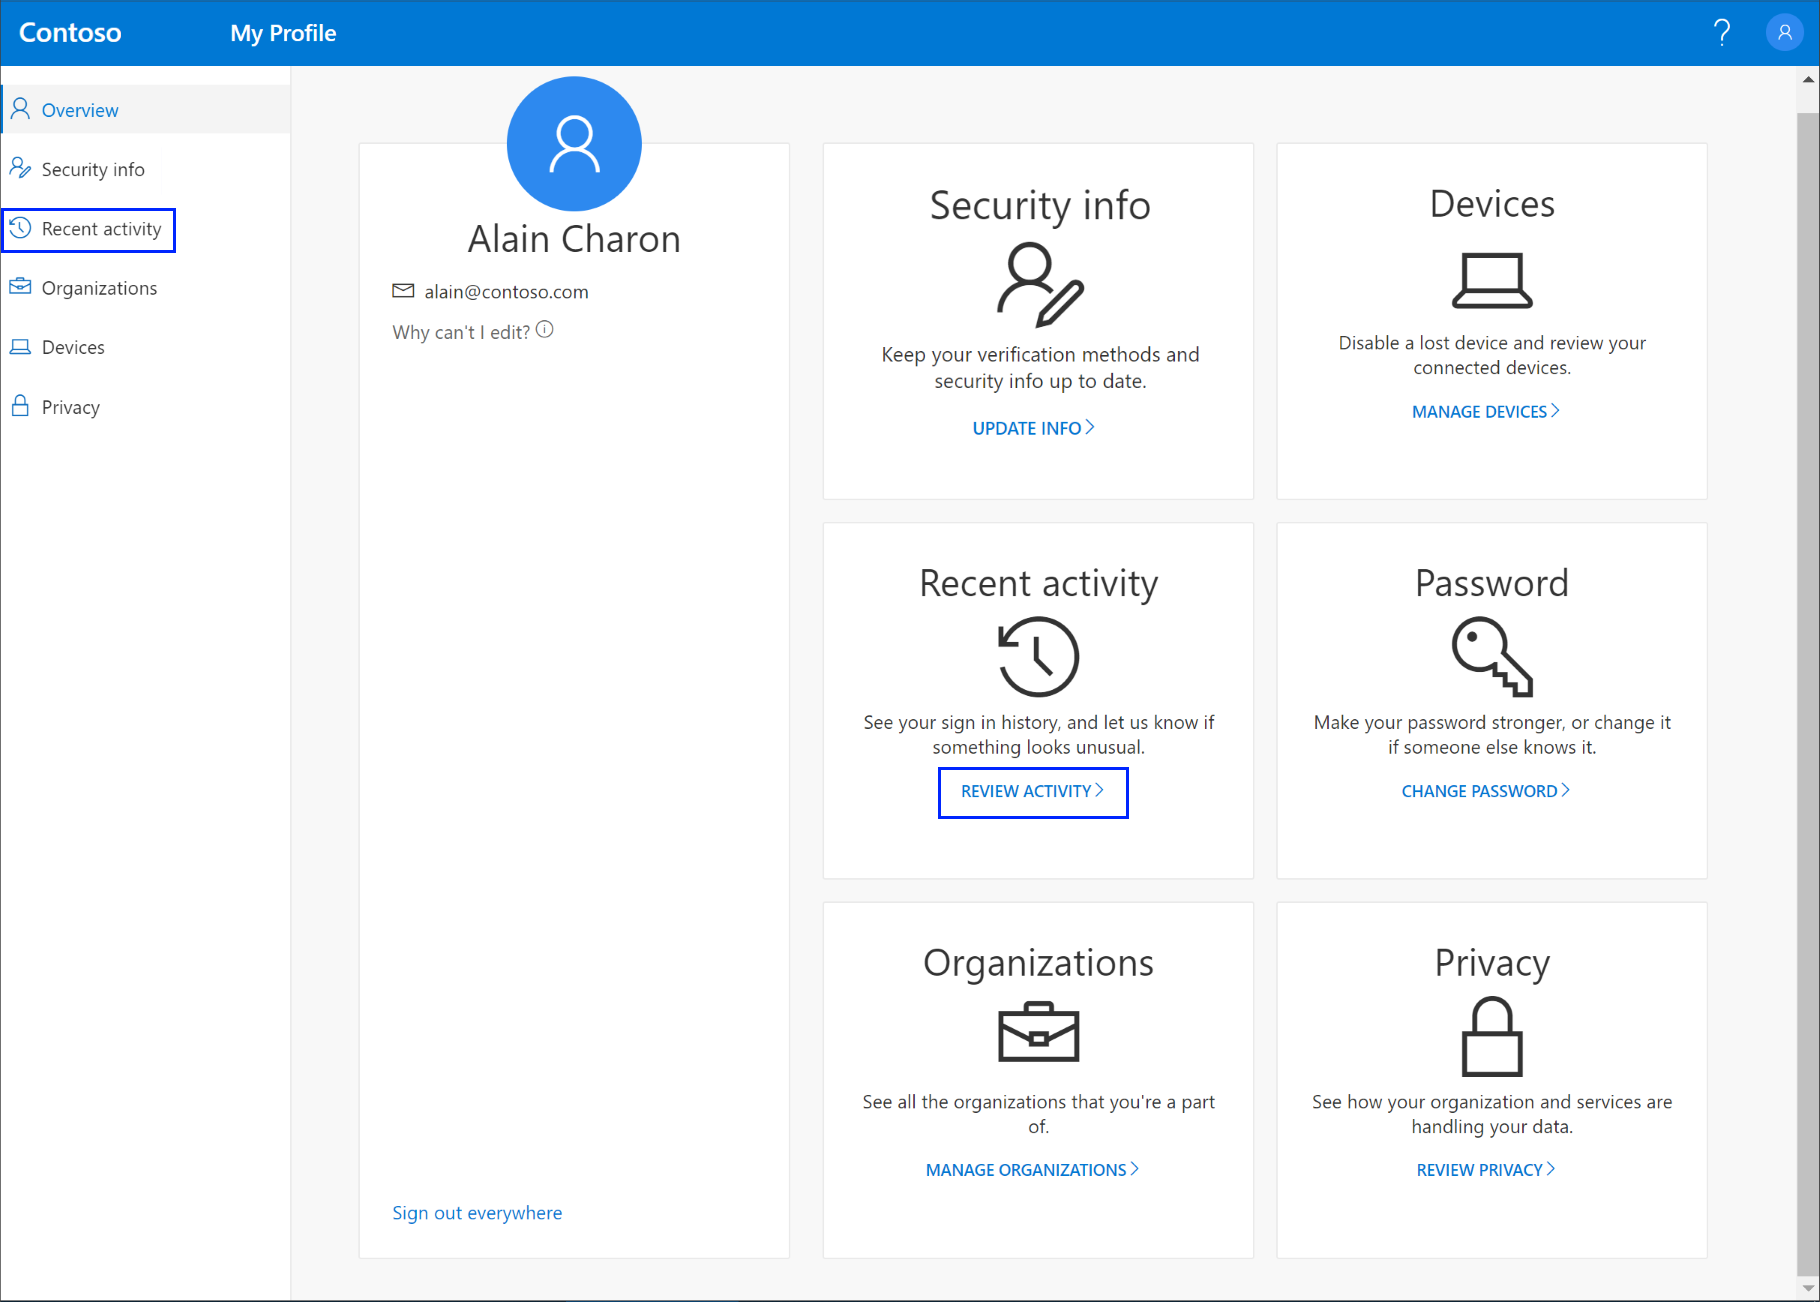 Contoso
My Profile
?
Overview
Security info
Recent activity
Organizations
Devices
Privacy
Alain Charon
alain@contoso.com
Why can't I edit?
Sign out everywhere
Security info
Keep your verification methods and
security info up to date.
UPDATE INFO
Devices
Disable a lost device and review your
connected devices.
MANAGE DEVICES
Recent activity
See your sign in history, and let us know if
something looks unusual.
REVIEW ACTIVITY
Password
Make your password stronger, or change it
if someone else knows it.
CHANGE PASSWORD
Organizations
See all the organizations that you're a part
of.
MANAGE ORGANIZATIONS
Privacy
See how your organization and services are
handling your data.
REVIEW PRIVACY